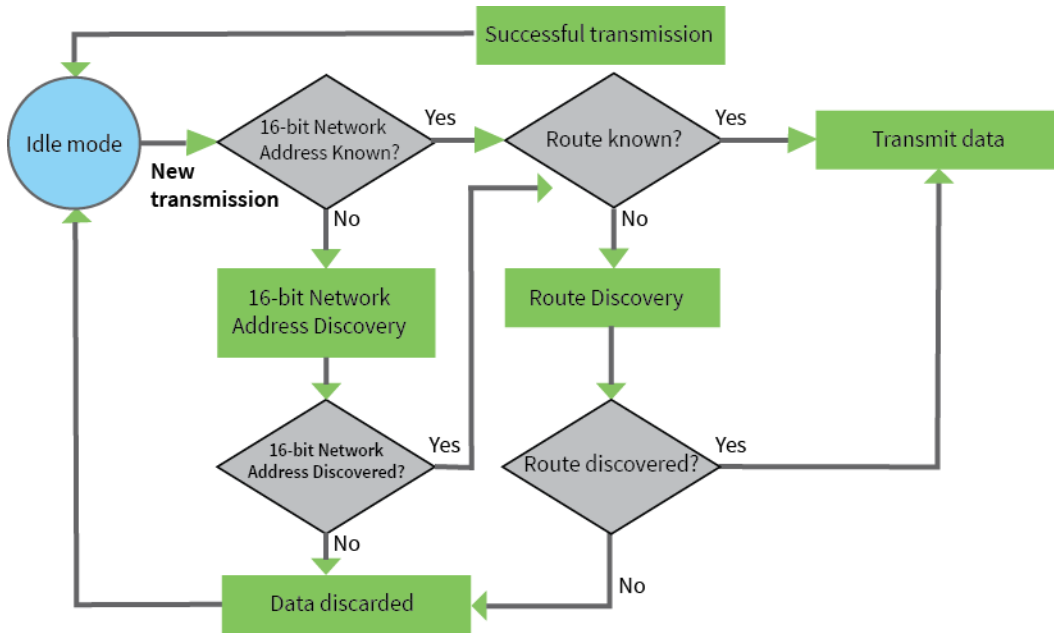 Successful transmission
Idle mode
New
transmission
16-bit Network
Address Known?
Yes
Route known?
Yes
Transmit data
No
No
16-bit Network
Address Discovery
Route Discovery
16-bit Network
Address Discovered?
Yes
Route discovered?
Yes
No
No
Data discarded